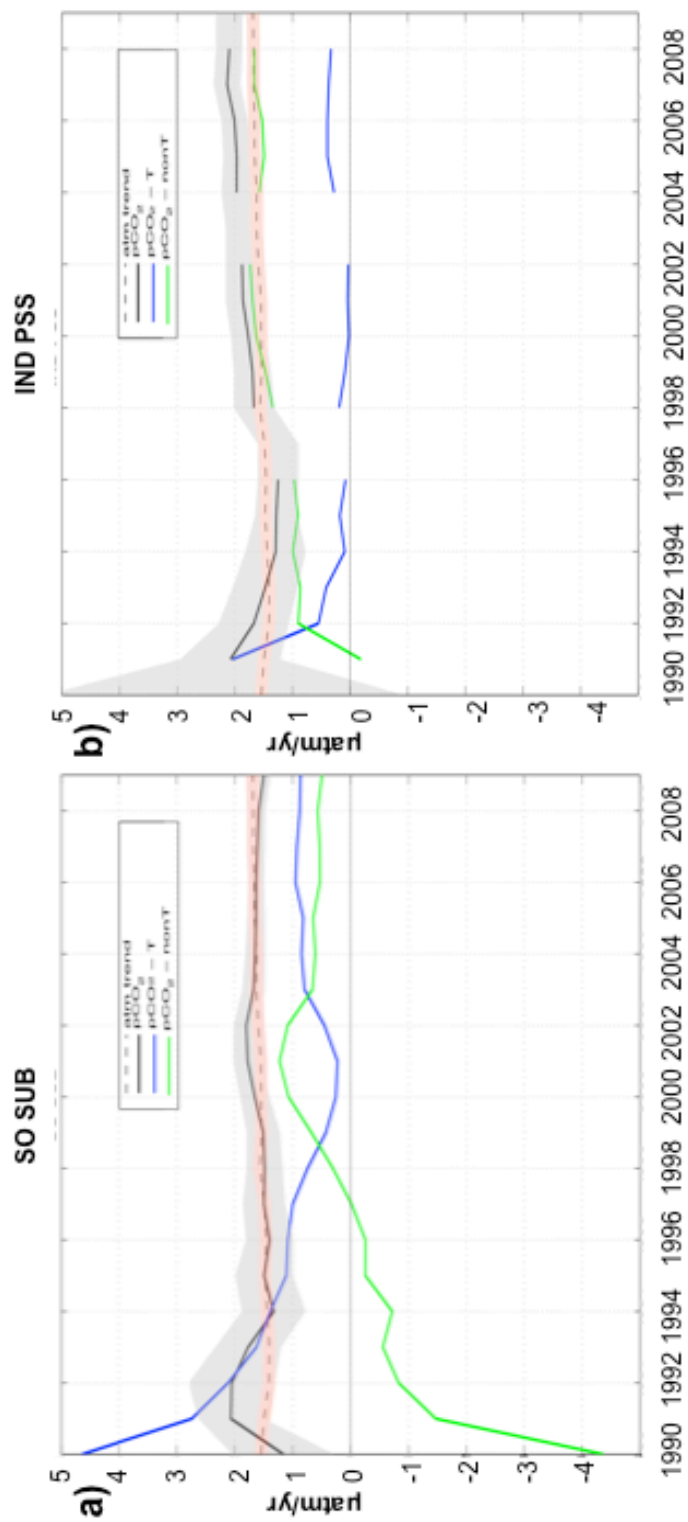 SO SUB
a)
atm trend
pCO₂
pCO² – T
pCO₂ – nonT
5
4
3
2
1
0
-1
-2
-3
-4
µatm/yr
1990 1992 1994 1996 1998 2000 2002 2004 2006 2008
IND PSS
b)
atm trend
pCO₂
pCO₂ – T
pCO₂ – nonT
5
4
3
2
1
0
-1
-2
-3
-4
µatm/yr
1990 1992 1994 1996 1998 2000 2002 2004 2006 2008